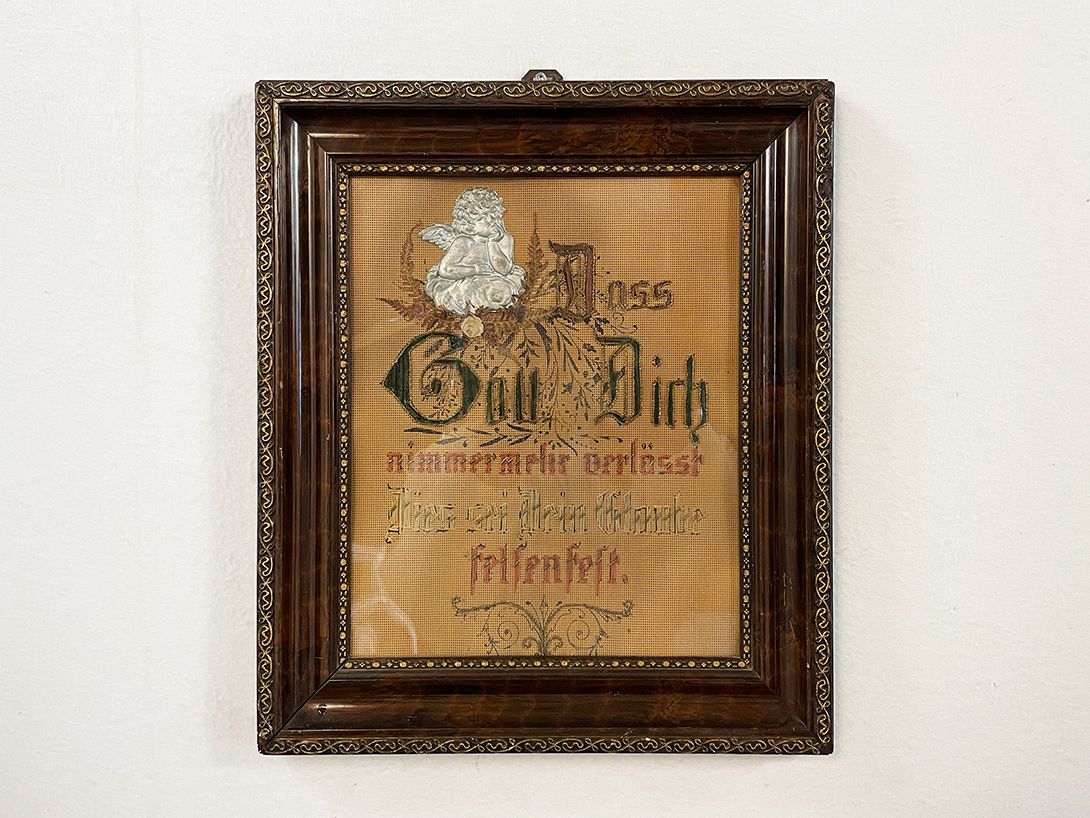 Dass
Gott Dich
nimmermehr verlässt
Dies sei Dein Glaube
felsenfest.